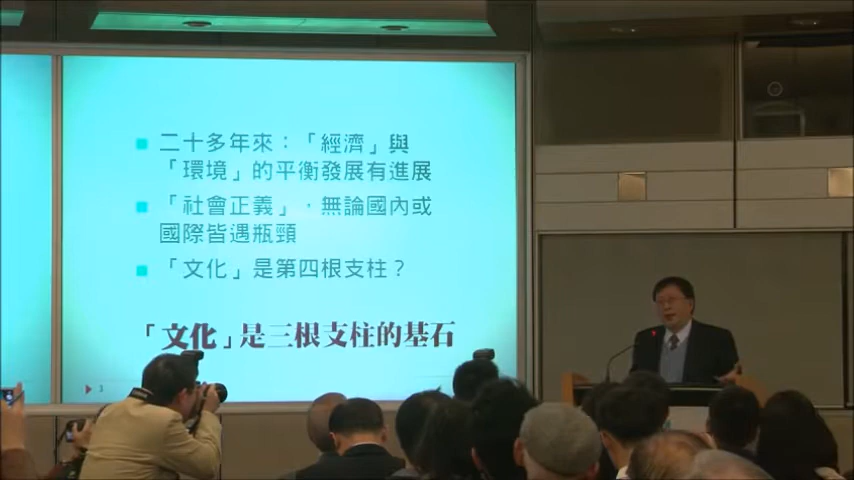 二十多年來：「經濟」與
「環境」的平衡發展有進展
「社會正義」，無論國內或
國際皆遇瓶頸
「文化」是第四根支柱？
「文化」是三根支柱的基石
3